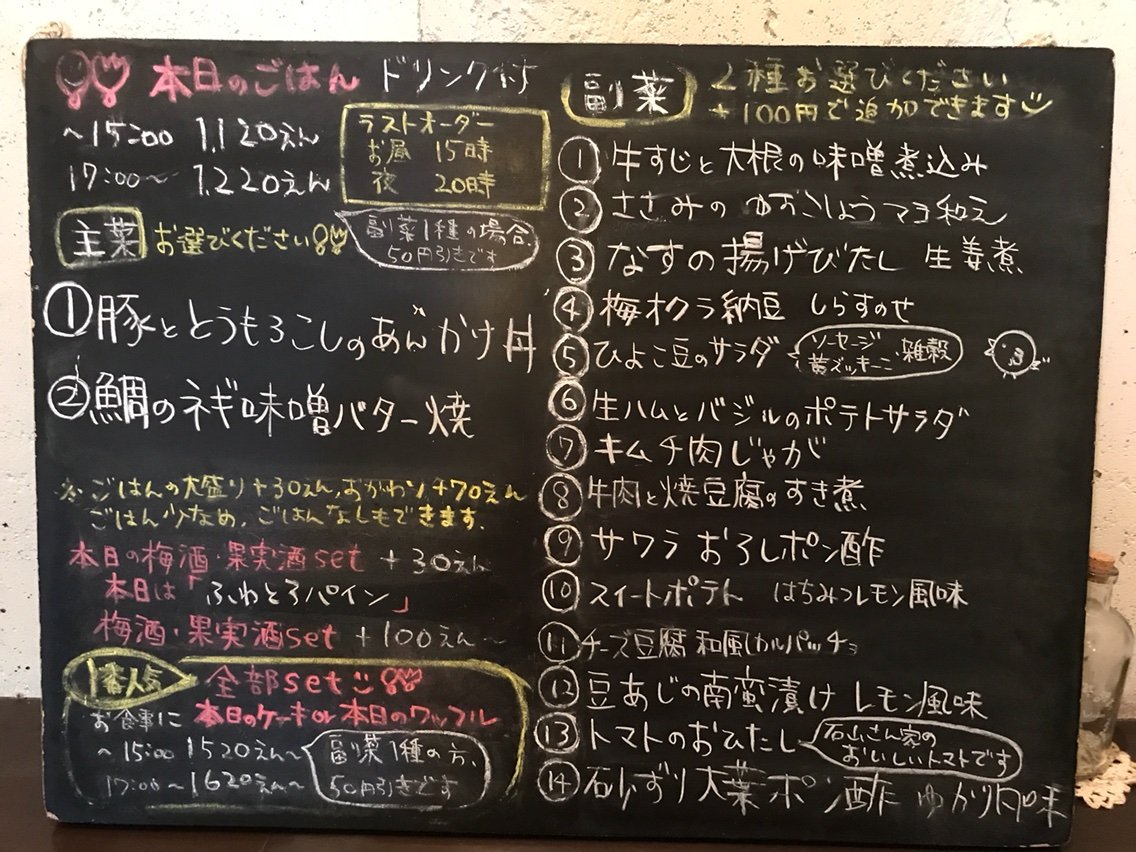 本日のごはん ドリンク付
～15:00 1,120えん
17:00～ 1,220えん
ラストオーダー
お昼 15時
夜 20時
主菜 お選びください
副菜1種の場合
50円引きです
①豚ととうもろこしのあんかけ丼
②鯛のネギ味噌バター焼
※ごはんの大盛り+30えん,おかわり+70えん
ごはん少なめ,ごはんなしもできます.
本日の梅酒・果実酒set +30えん
本日は「ふわとろパイン」
梅酒・果実酒set +100えん～
1番人気 全部set
お食事に 本日のケーキor本日のワッフル
～15:00 1520えん～
17:00～1620えん～
副菜1種の方、
50円引きです
副菜 2種お選びください
+100円で追加できます
① 牛すじと大根の味噌煮込み
② ささみのゆずこしょうマヨ和え
③ なすの揚げびたし 生姜煮
④ 梅オクラ納豆 しらすのせ
⑤ ひよこ豆のサラダ
ソーセージ
黄ズッキーニ・雑穀
⑥ 生ハムとバジルのポテトサラダ
⑦ キムチ肉じゃが
⑧ 牛肉と焼豆腐のすき煮
⑨ サワラ おろしポン酢
⑩ スイートポテト はちみつレモン風味
⑪ チーズ豆腐 和風カルパッチョ
⑫ 豆あじの南蛮漬け レモン風味
⑬ トマトのおひたし
石山さん家の
おいしいトマトです
⑭ 砂ずり大葉ポン酢 ゆかり風味